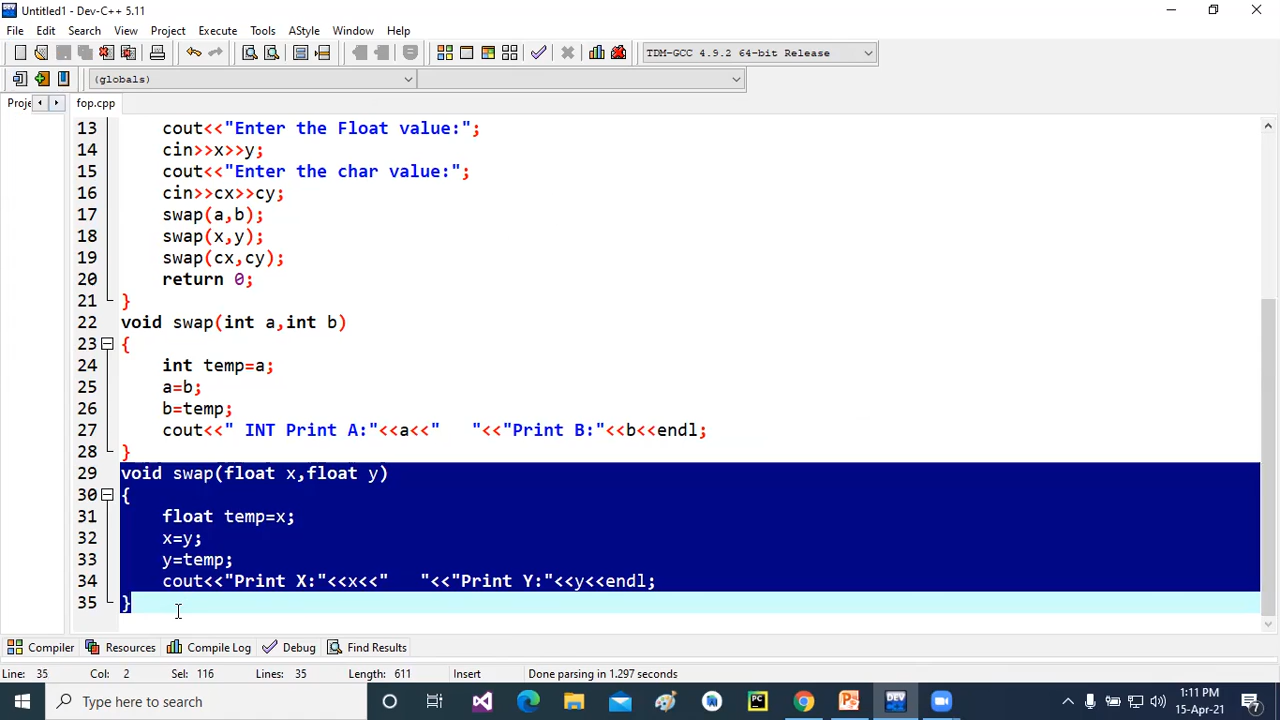 Untitled1 - Dev-C++ 5.11
File Edit Search View Project Execute Tools AStyle Window Help
TDM-GCC 4.9.2 64-bit Release
(globals)
Proje fop.cpp
13 cout<<"Enter the Float value:";
14 cin>>x>>y;
15 cout<<"Enter the char value:";
16 cin>>cx>>cy;
17 swap(a,b);
18 swap(x,y);
19 swap(cx,cy);
20 return 0;
21 }
22 void swap(int a,int b)
23 {
24 int temp=a;
25 a=b;
26 b=temp;
27 cout<<" INT Print A:"<<a<<"   "<<"Print B:"<<b<<endl;
28 }
29 void swap(float x,float y)
30 {
31 float temp=x;
32 x=y;
33 y=temp;
34 cout<<"Print X:"<<x<<"   "<<"Print Y:"<<y<<endl;
35 }
Compiler Resources Compile Log Debug Find Results
Line: 35 Col: 2 Sel: 116 Lines: 35 Length: 611 Insert Done parsing in 1.297 seconds
Type here to search
PC
DEV
1:11 PM
15-Apr-21
7